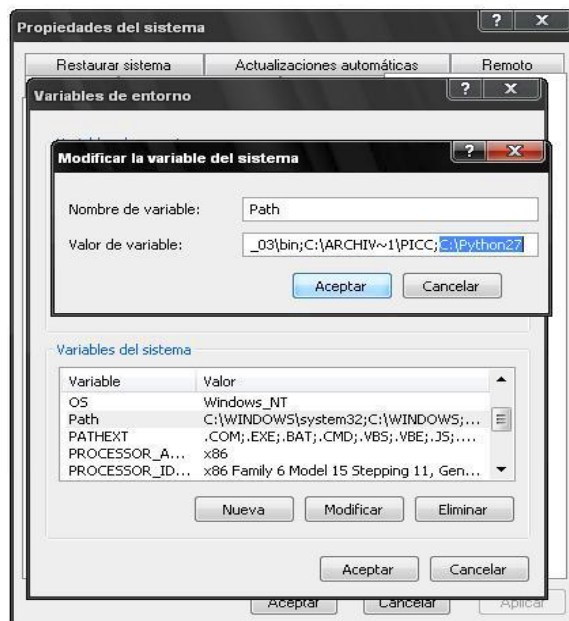 Propiedades del sistema
Restaurar sistema Actualizaciones automáticas Remoto
Variables de entorno
Modificar la variable del sistema
Nombre de variable: Path
Valor de variable: _03\bin;C:\ARCHIV~1\PICC;C:\Python27
Aceptar Cancelar
Variables del sistema
Variable Valor
OS Windows_NT
Path C:\WINDOWS\system32;C:\WINDOWS;...
PATHEXT .COM;.EXE;.BAT;.CMD;.VBS;.VBE;.JS;....
PROCESSOR_A... x86
PROCESSOR_ID... x86 Family 6 Model 15 Stepping 11, Gen...
Nueva Modificar Eliminar
Aceptar Cancelar
Aceptar Cancelar Aplicar